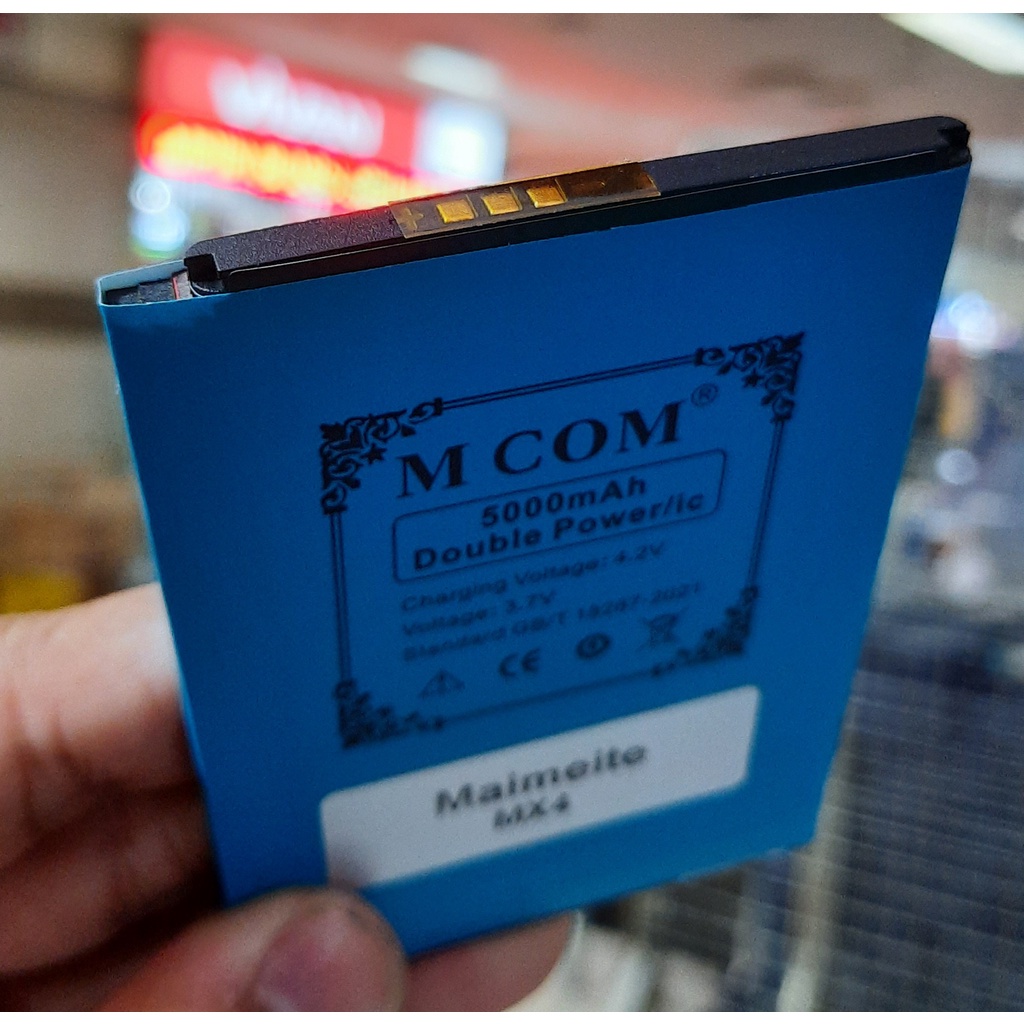 M COM®
5000mAh
Double Power/ic
Charging Voltage: 4.2V
Voltage: 3.7V
Standard GB/T 18287-2021
CE
Maimeite
MX4